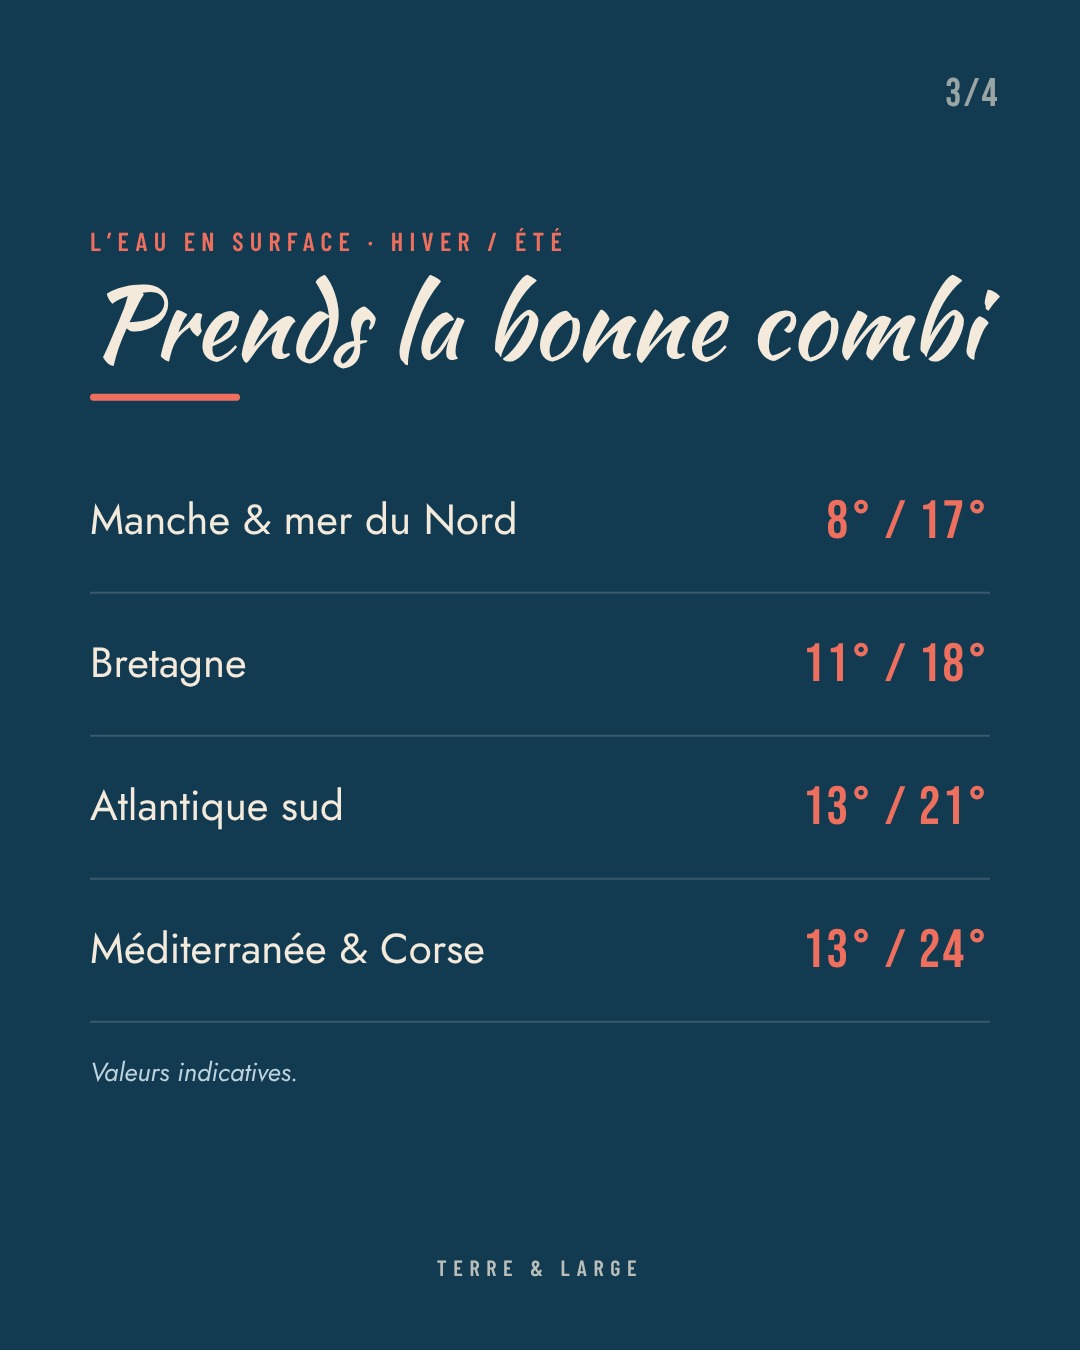 3/4
L’EAU EN SURFACE · HIVER / ÉTÉ
Prends la bonne combi
Manche & mer du Nord 8° / 17°
Bretagne 11° / 18°
Atlantique sud 13° / 21°
Méditerranée & Corse 13° / 24°
Valeurs indicatives.
TERRE & LARGE